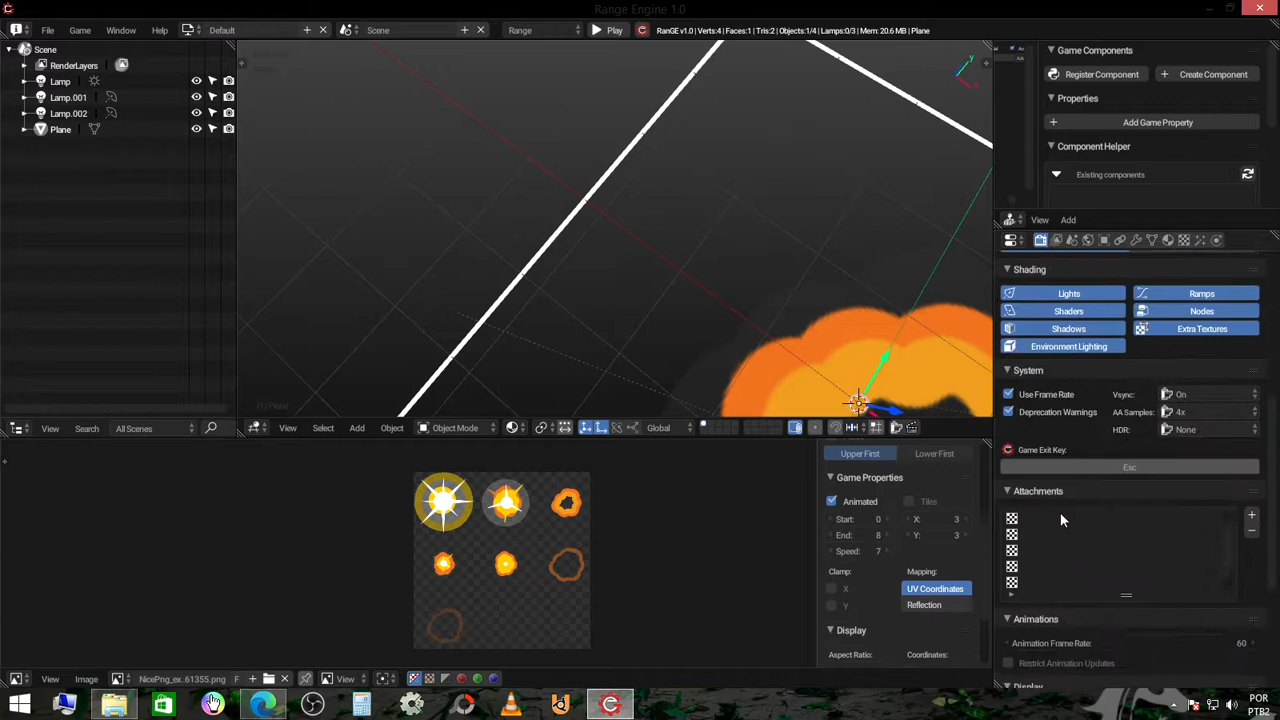 Range Engine 1.0
File Game Window Help Default Scene Range Play RanGE v1.0 | Verts:4 | Faces:1 | Tris:2 | Objects:1/4 | Lamps:0/3 | Mem: 20.6 MB | Plane
Scene
RenderLayers
Lamp
Lamp.001
Lamp.002
Plane
View Search All Scenes
(1) Plane
View Select Add Object Object Mode Global
Game Components
Register Component Create Component
Properties
Add Game Property
Component Helper
Existing components
View Add
Shading
Lights Ramps
Shaders Nodes
Shadows Extra Textures
Environment Lighting
System
Use Frame Rate Vsync: On
Deprecation Warnings AA Samples: 4x
HDR: None
Game Exit Key:
Esc
Attachments
Animations
Animation Frame Rate: 60
Restrict Animation Updates
Display
Upper First Lower First
Game Properties
Animated Tiles
Start: 0 X: 3
End: 8 Y: 3
Speed: 7
Clamp: Mapping:
X UV Coordinates
Y Reflection
Display
Aspect Ratio: Coordinates:
View Image NicePng_ex.61355.png F View
POR
PTB2